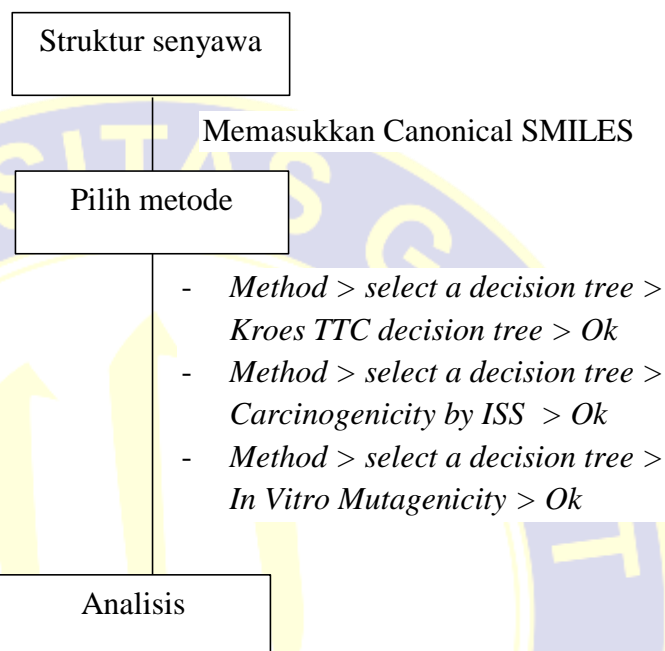 Struktur senyawa
Memasukkan Canonical SMILES
SITAS G
Pilih metode
- Method > select a decision tree >
Kroes TTC decision tree > Ok
- Method > select a decision tree >
Carcinogenicity by ISS > Ok
- Method > select a decision tree >
In Vitro Mutagenicity > Ok
Analisis